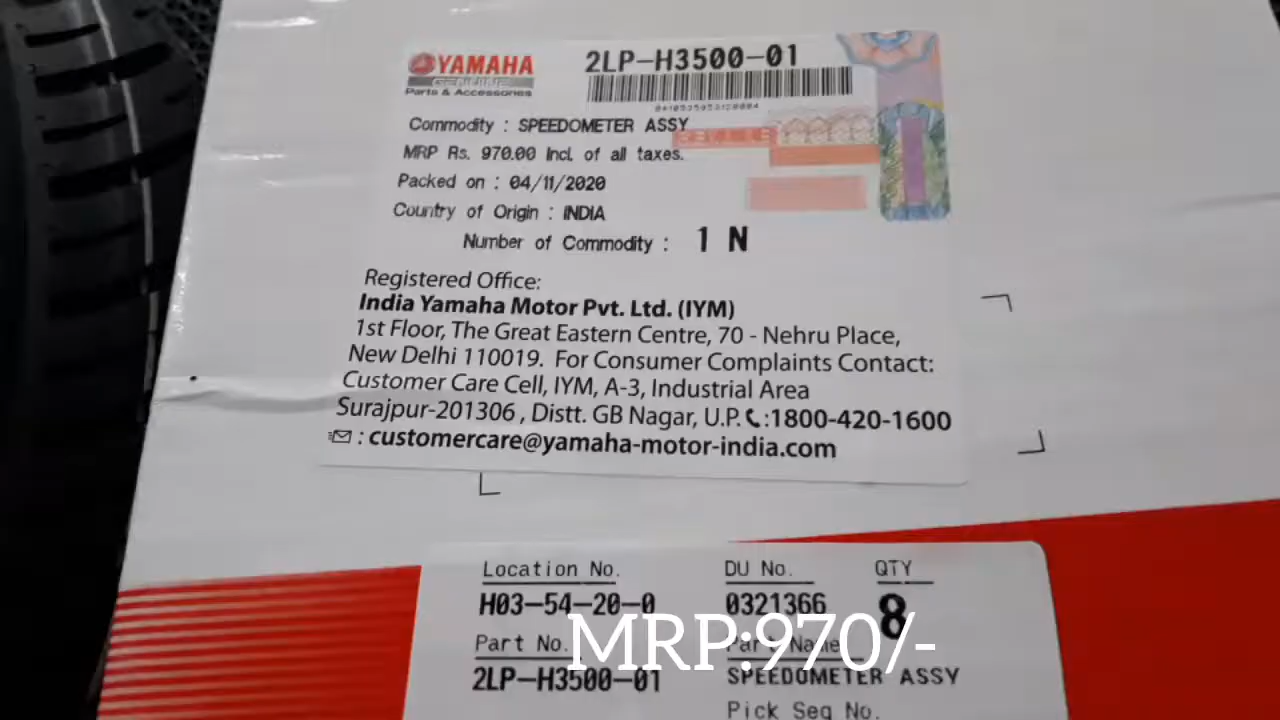 YAMAHA
GENUINE
Parts & Accessories
2LP-H3500-01
Commodity : SPEEDOMETER ASSY
MRP Rs. 970.00 Incl. of all taxes.
Packed on : 04/11/2020
Country of Origin : INDIA
Number of Commodity : 1 N
Registered Office:
India Yamaha Motor Pvt. Ltd. (IYM)
1st Floor, The Great Eastern Centre, 70 - Nehru Place,
New Delhi 110019. For Consumer Complaints Contact:
Customer Care Cell, IYM, A-3, Industrial Area
Surajpur-201306 , Distt. GB Nagar, U.P. :1800-420-1600
: customercare@yamaha-motor-india.com
Location No. DU No. QTY
H03-54-20-0 0321366 8
MRP:970/-
Part No. Part Name
2LP-H3500-01 SPEEDOMETER ASSY
Pick Seq No.